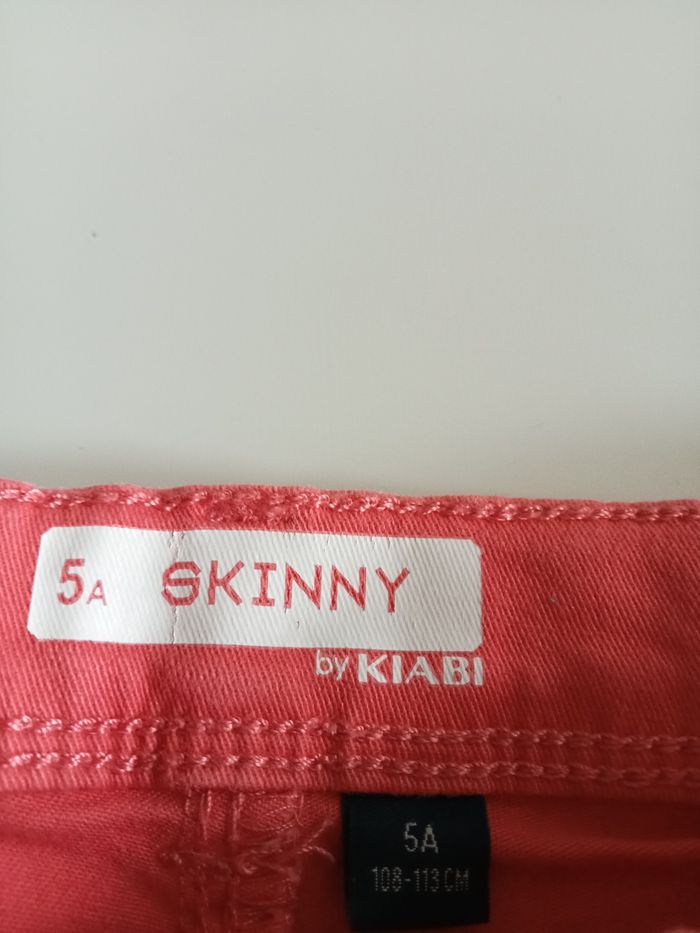 5A SKINNY
by KIABI
5A
108-113 CM